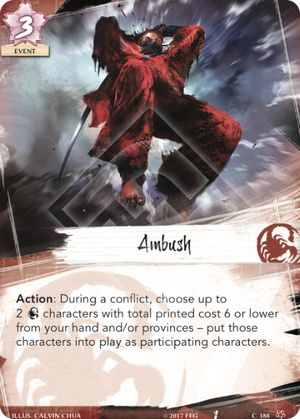 3
EVENT
Ambush
Action: During a conflict, choose up to
2 characters with total printed cost 6 or lower
from your hand and/or provinces – put those
characters into play as participating characters.
ILLUS. CALVIN CHUA © 2017 FFG C 188